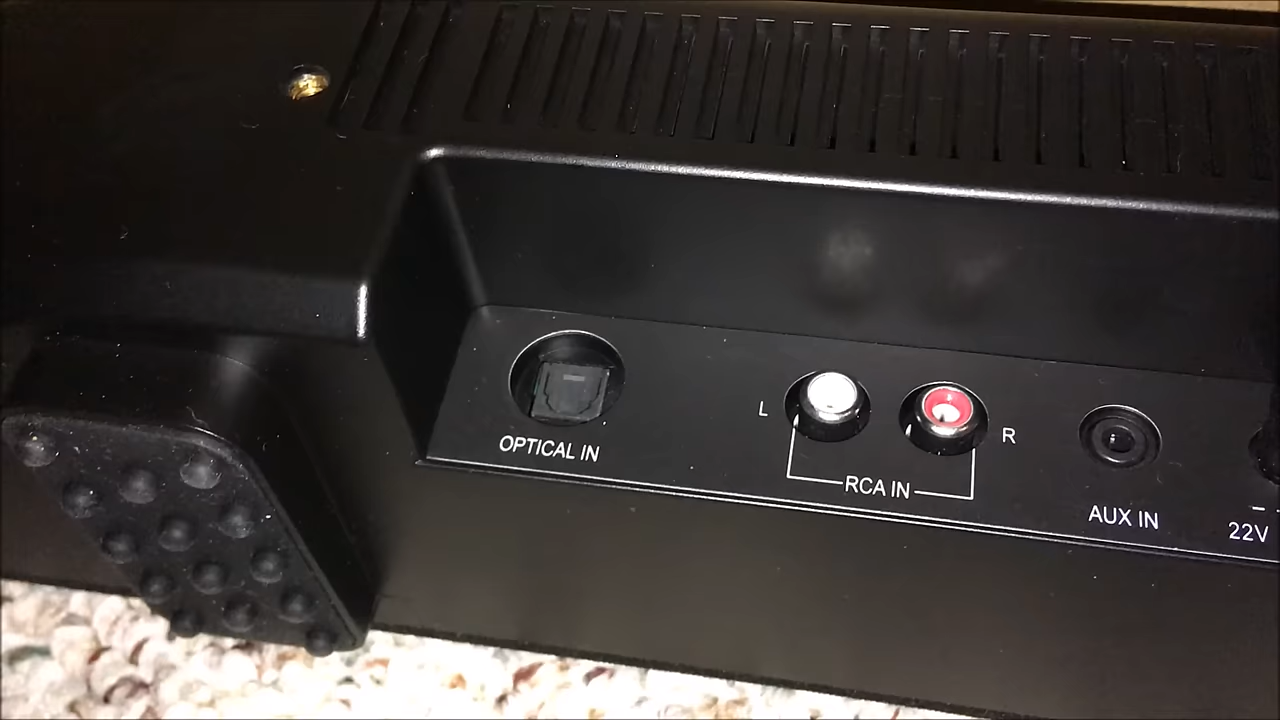 OPTICAL IN
L
R
RCA IN
AUX IN
22V